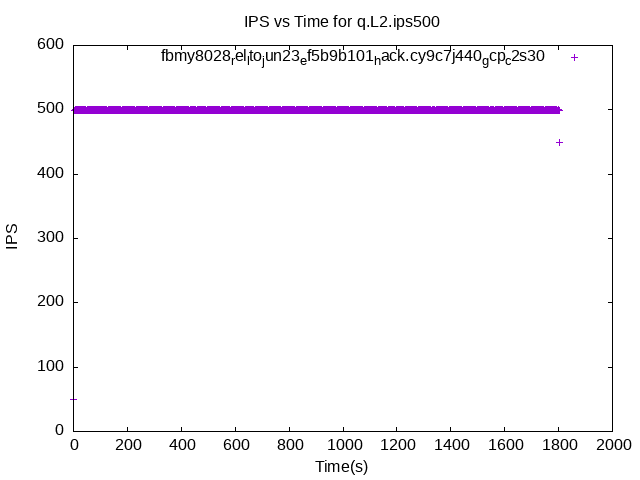 IPS vs Time for q.L2.ips500
600
fbmy8028relltojun23ef5b9b101hack.cy9c7j440gcpc2s30
500
400
300
200
100
0
IPS
0 200 400 600 800 1000 1200 1400 1600 1800 2000
Time(s)